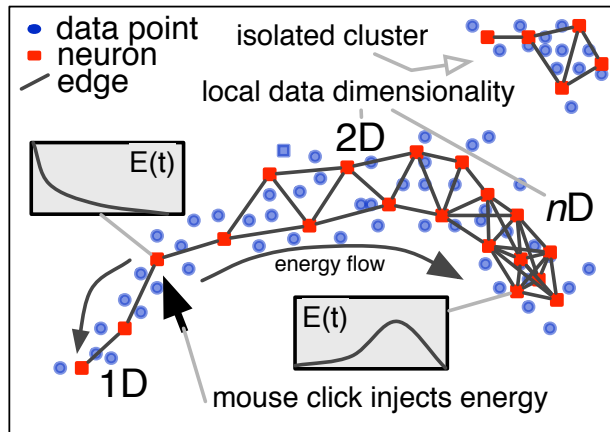 data point
neuron
edge
isolated cluster
local data dimensionality
2D
nD
E(t)
energy flow
E(t)
1D
mouse click injects energy